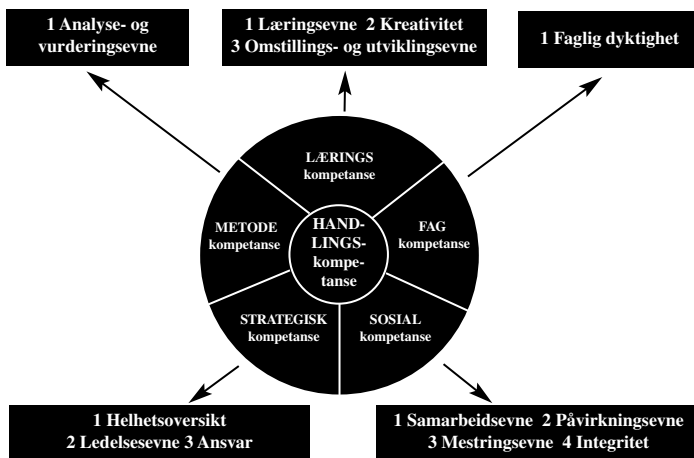 1 Analyse- og
vurderingsevne
1 Læringsevne 2 Kreativitet
3 Omstillings- og utviklingsevne
1 Faglig dyktighet
LÆRINGS
kompetanse
METODE
kompetanse
HAND-
LINGS-
kompe-
tanse
FAG
kompetanse
STRATEGISK
kompetanse
SOSIAL
kompetanse
1 Helhetsoversikt
2 Ledelsesevne 3 Ansvar
1 Samarbeidsevne 2 Påvirkningsevne
3 Mestringsevne 4 Integritet